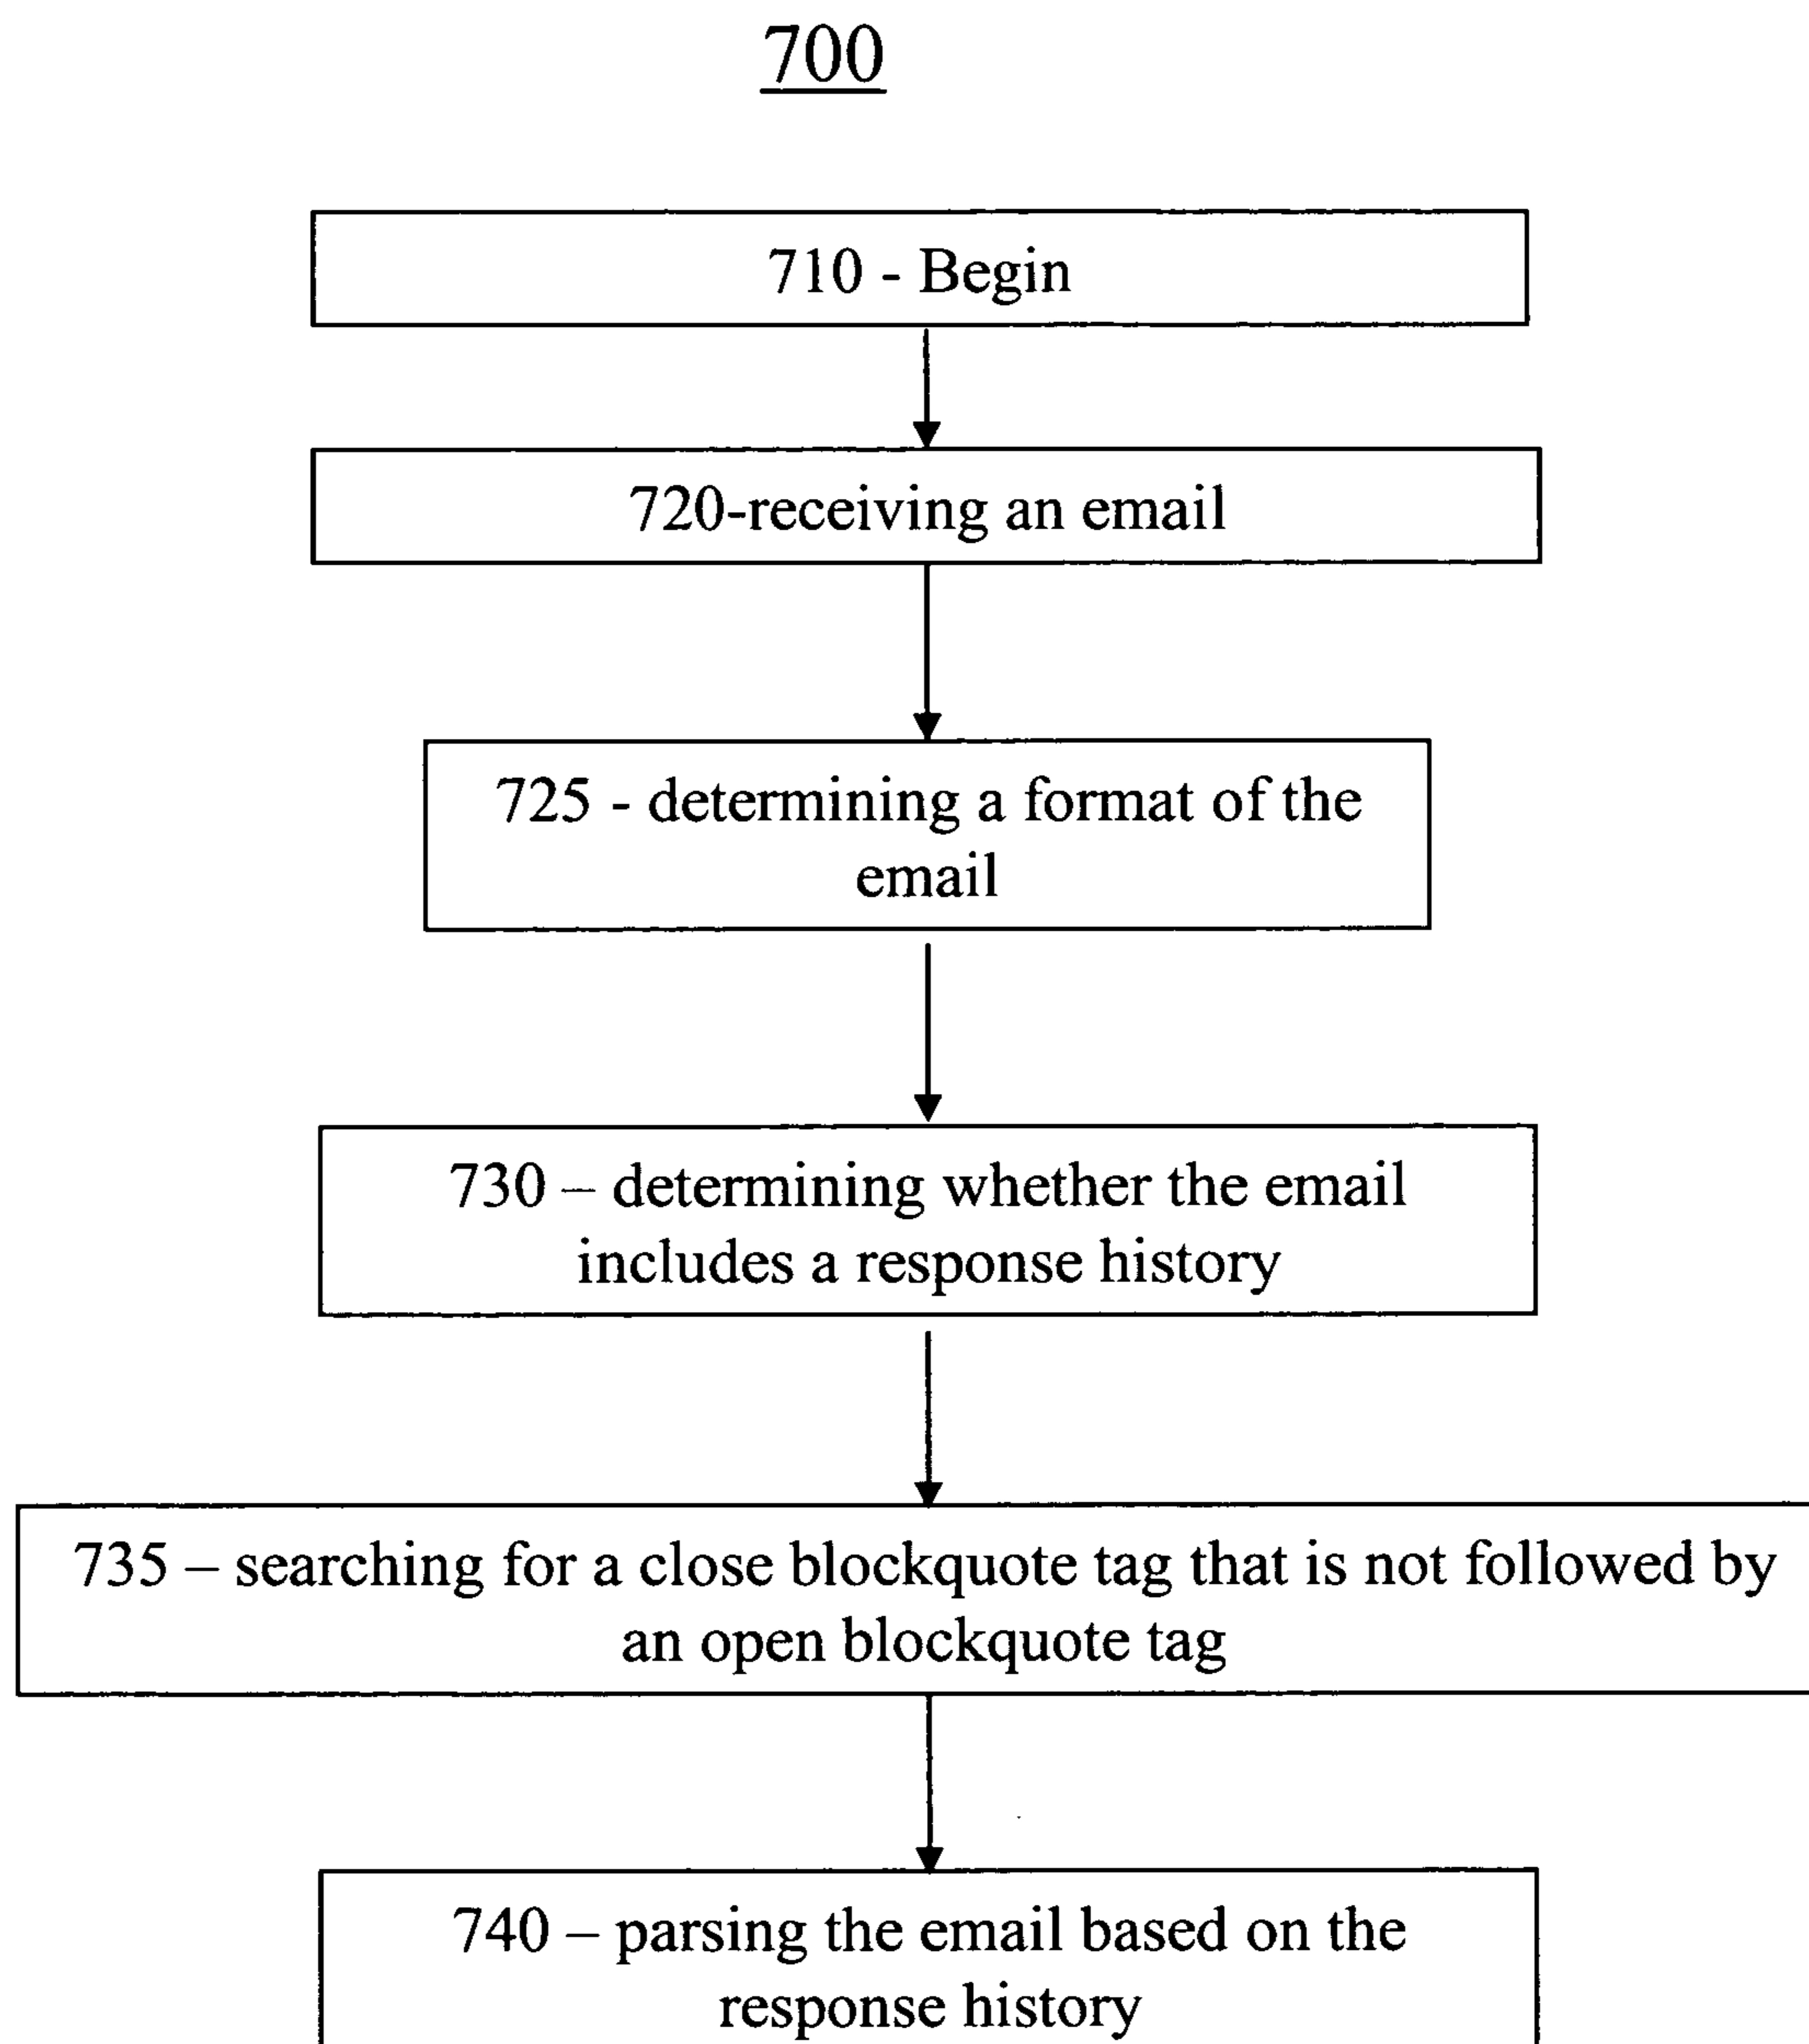 700
710 - Begin
720-receiving an email
725 - determining a format of the
email
730 – determining whether the email
includes a response history
735 – searching for a close blockquote tag that is not followed by
an open blockquote tag
740 – parsing the email based on the
response history